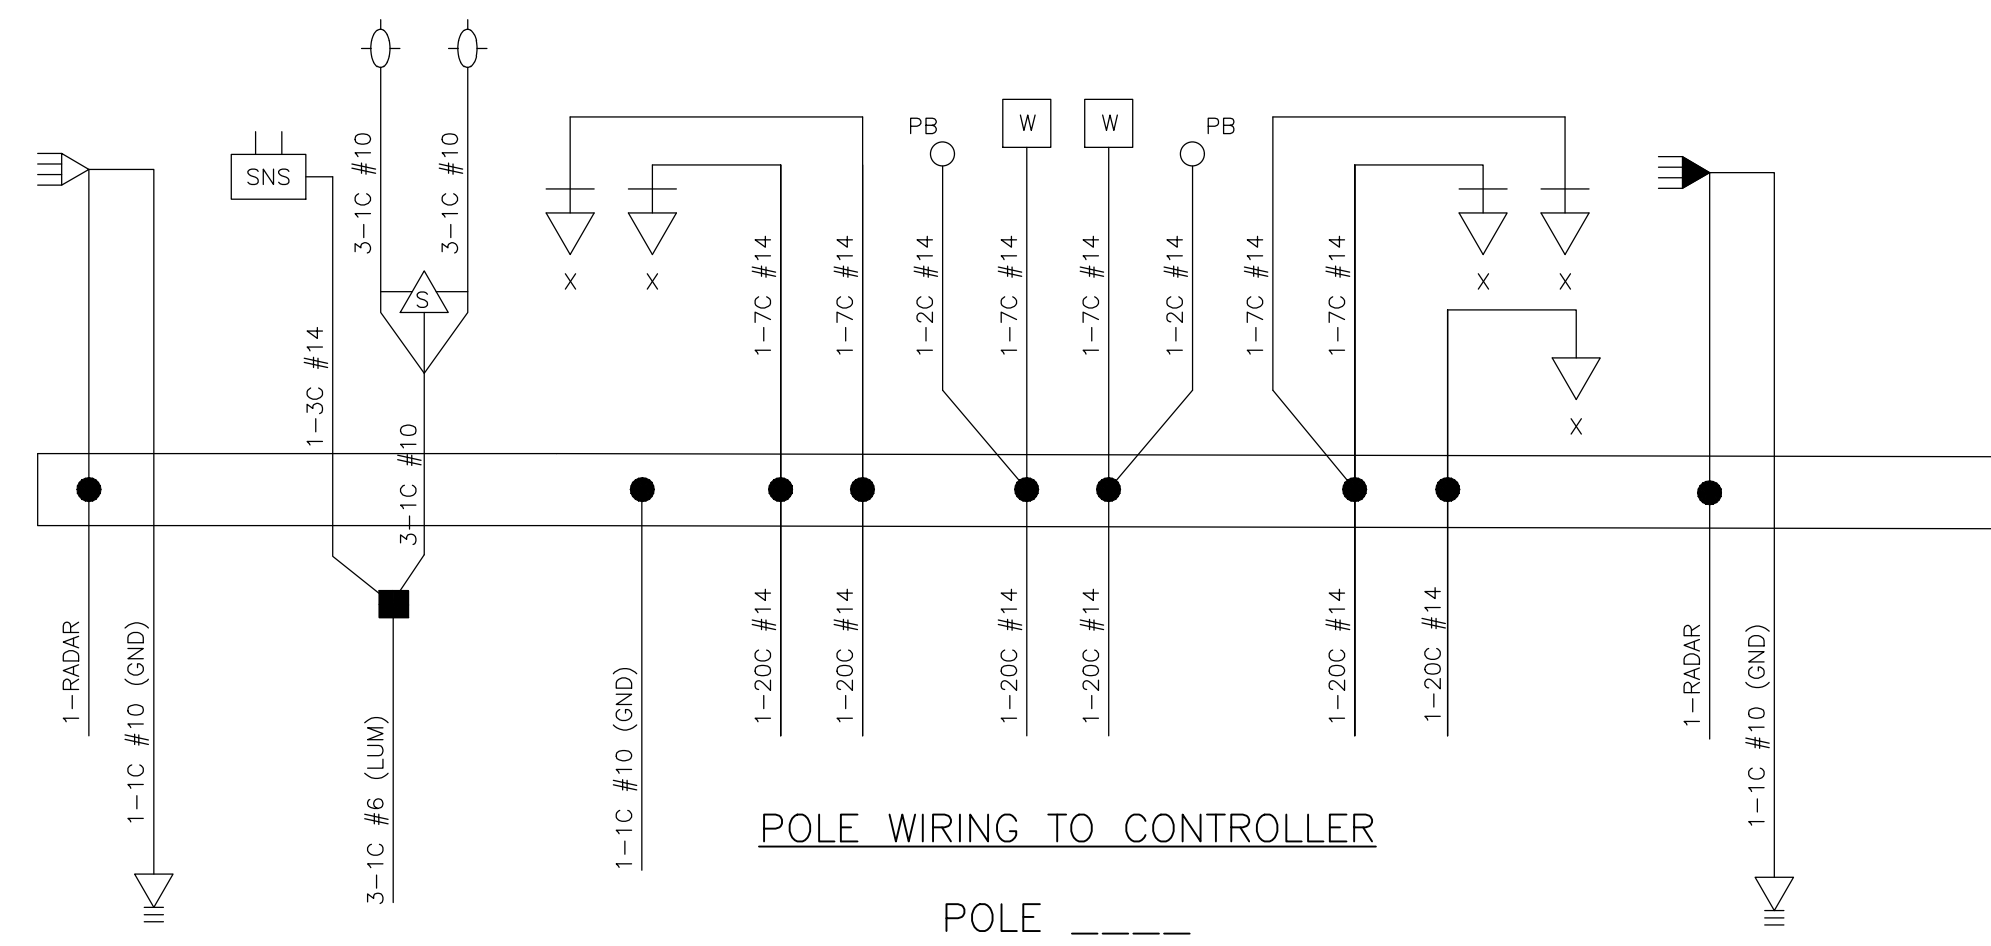 PB
W
W
PB
SNS
3-1C #10
3-1C #10
S
X
X
X
X
X
1-3C #14
3-1C #10
1-7C #14
1-7C #14
1-2C #14
1-7C #14
1-7C #14
1-2C #14
1-7C #14
1-7C #14
1-RADAR
1-1C #10 (GND)
3-1C #6 (LUM)
1-1C #10 (GND)
1-20C #14
1-20C #14
1-20C #14
1-20C #14
1-20C #14
1-20C #14
1-RADAR
1-1C #10 (GND)
POLE WIRING TO CONTROLLER
POLE ____